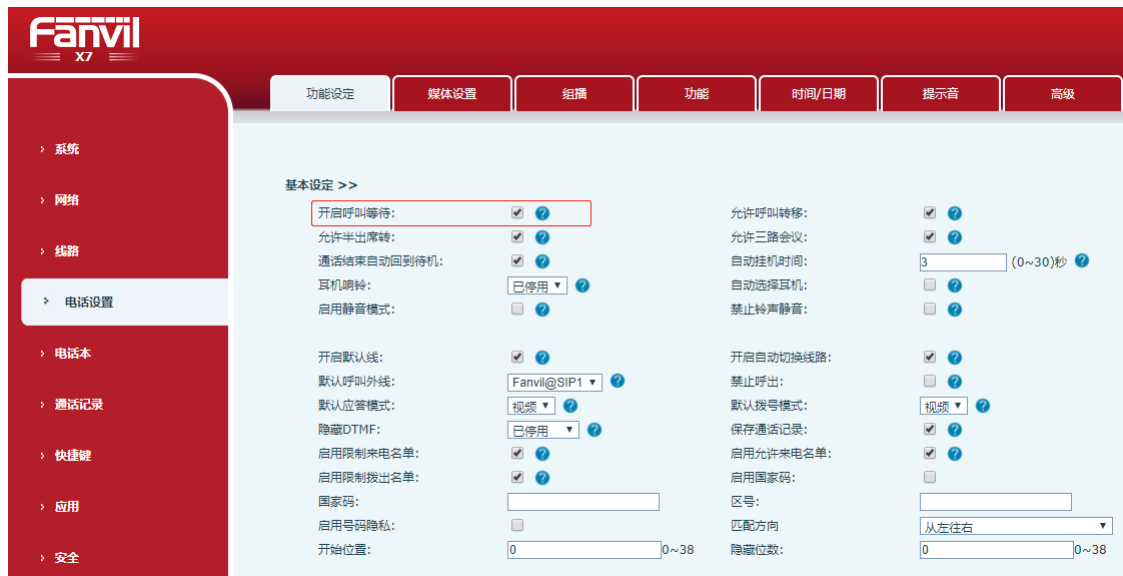 Fanvil
X7
功能设定 媒体设置 组播 功能 时间/日期 提示音 高级
系统
网络
线路
电话设置
电话本
通话记录
快捷键
应用
安全
基本设定 >>
开启呼叫等待: 允许呼叫转移:
允许半出席转: 允许三路会议:
通话结束自动回到待机: 自动挂机时间: 3 (0~30)秒
耳机响铃: 已停用 自动选择耳机:
启用静音模式: 禁止铃声静音:
开启默认线: 开启自动切换线路:
默认呼叫外线: Fanvil@SIP1 禁止呼出:
默认应答模式: 视频 默认拨号模式: 视频
隐藏DTMF: 已停用 保存通话记录:
启用限制来电名单: 启用允许来电名单:
启用限制拨出名单: 启用国家码:
国家码: 区号:
启用号码隐私: 匹配方向 从左往右
开始位置: 0 0~38 隐藏位数: 0 0~38